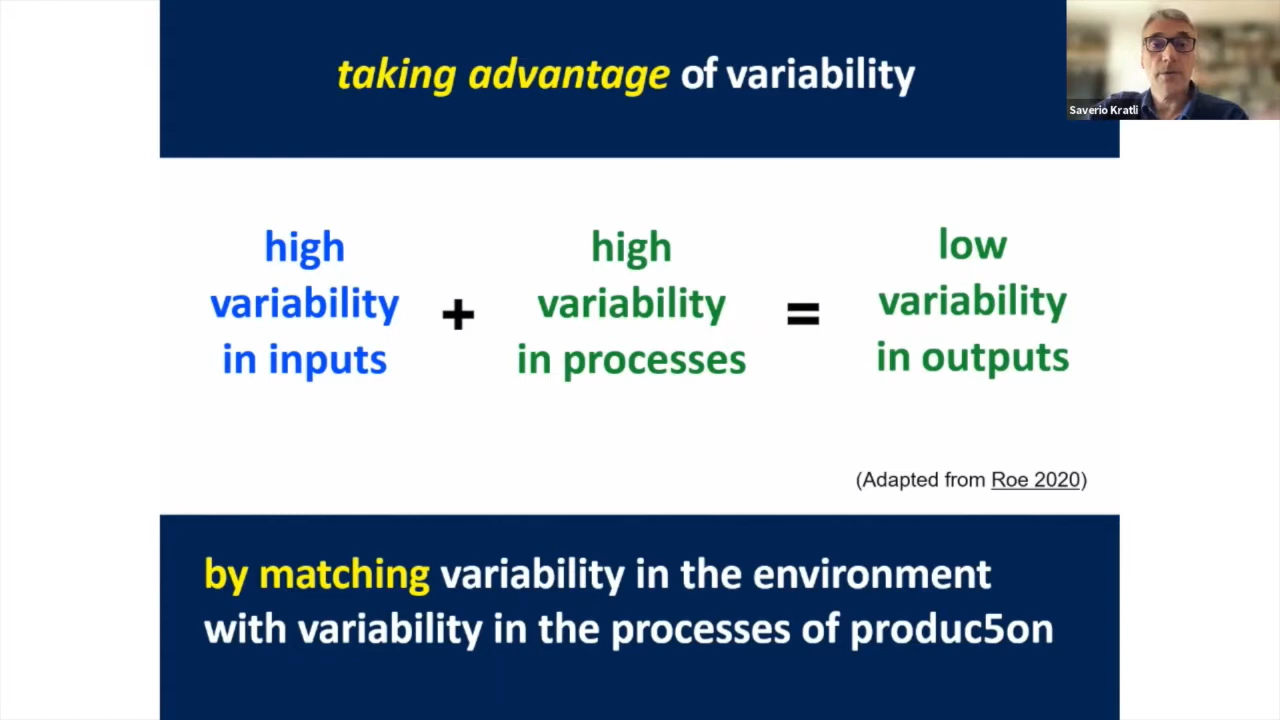 taking advantage of variability
Saverio Kratli
high
variability
in inputs
+
high
variability
in processes
=
low
variability
in outputs
(Adapted from Roe 2020)
by matching variability in the environment
with variability in the processes of produc5on